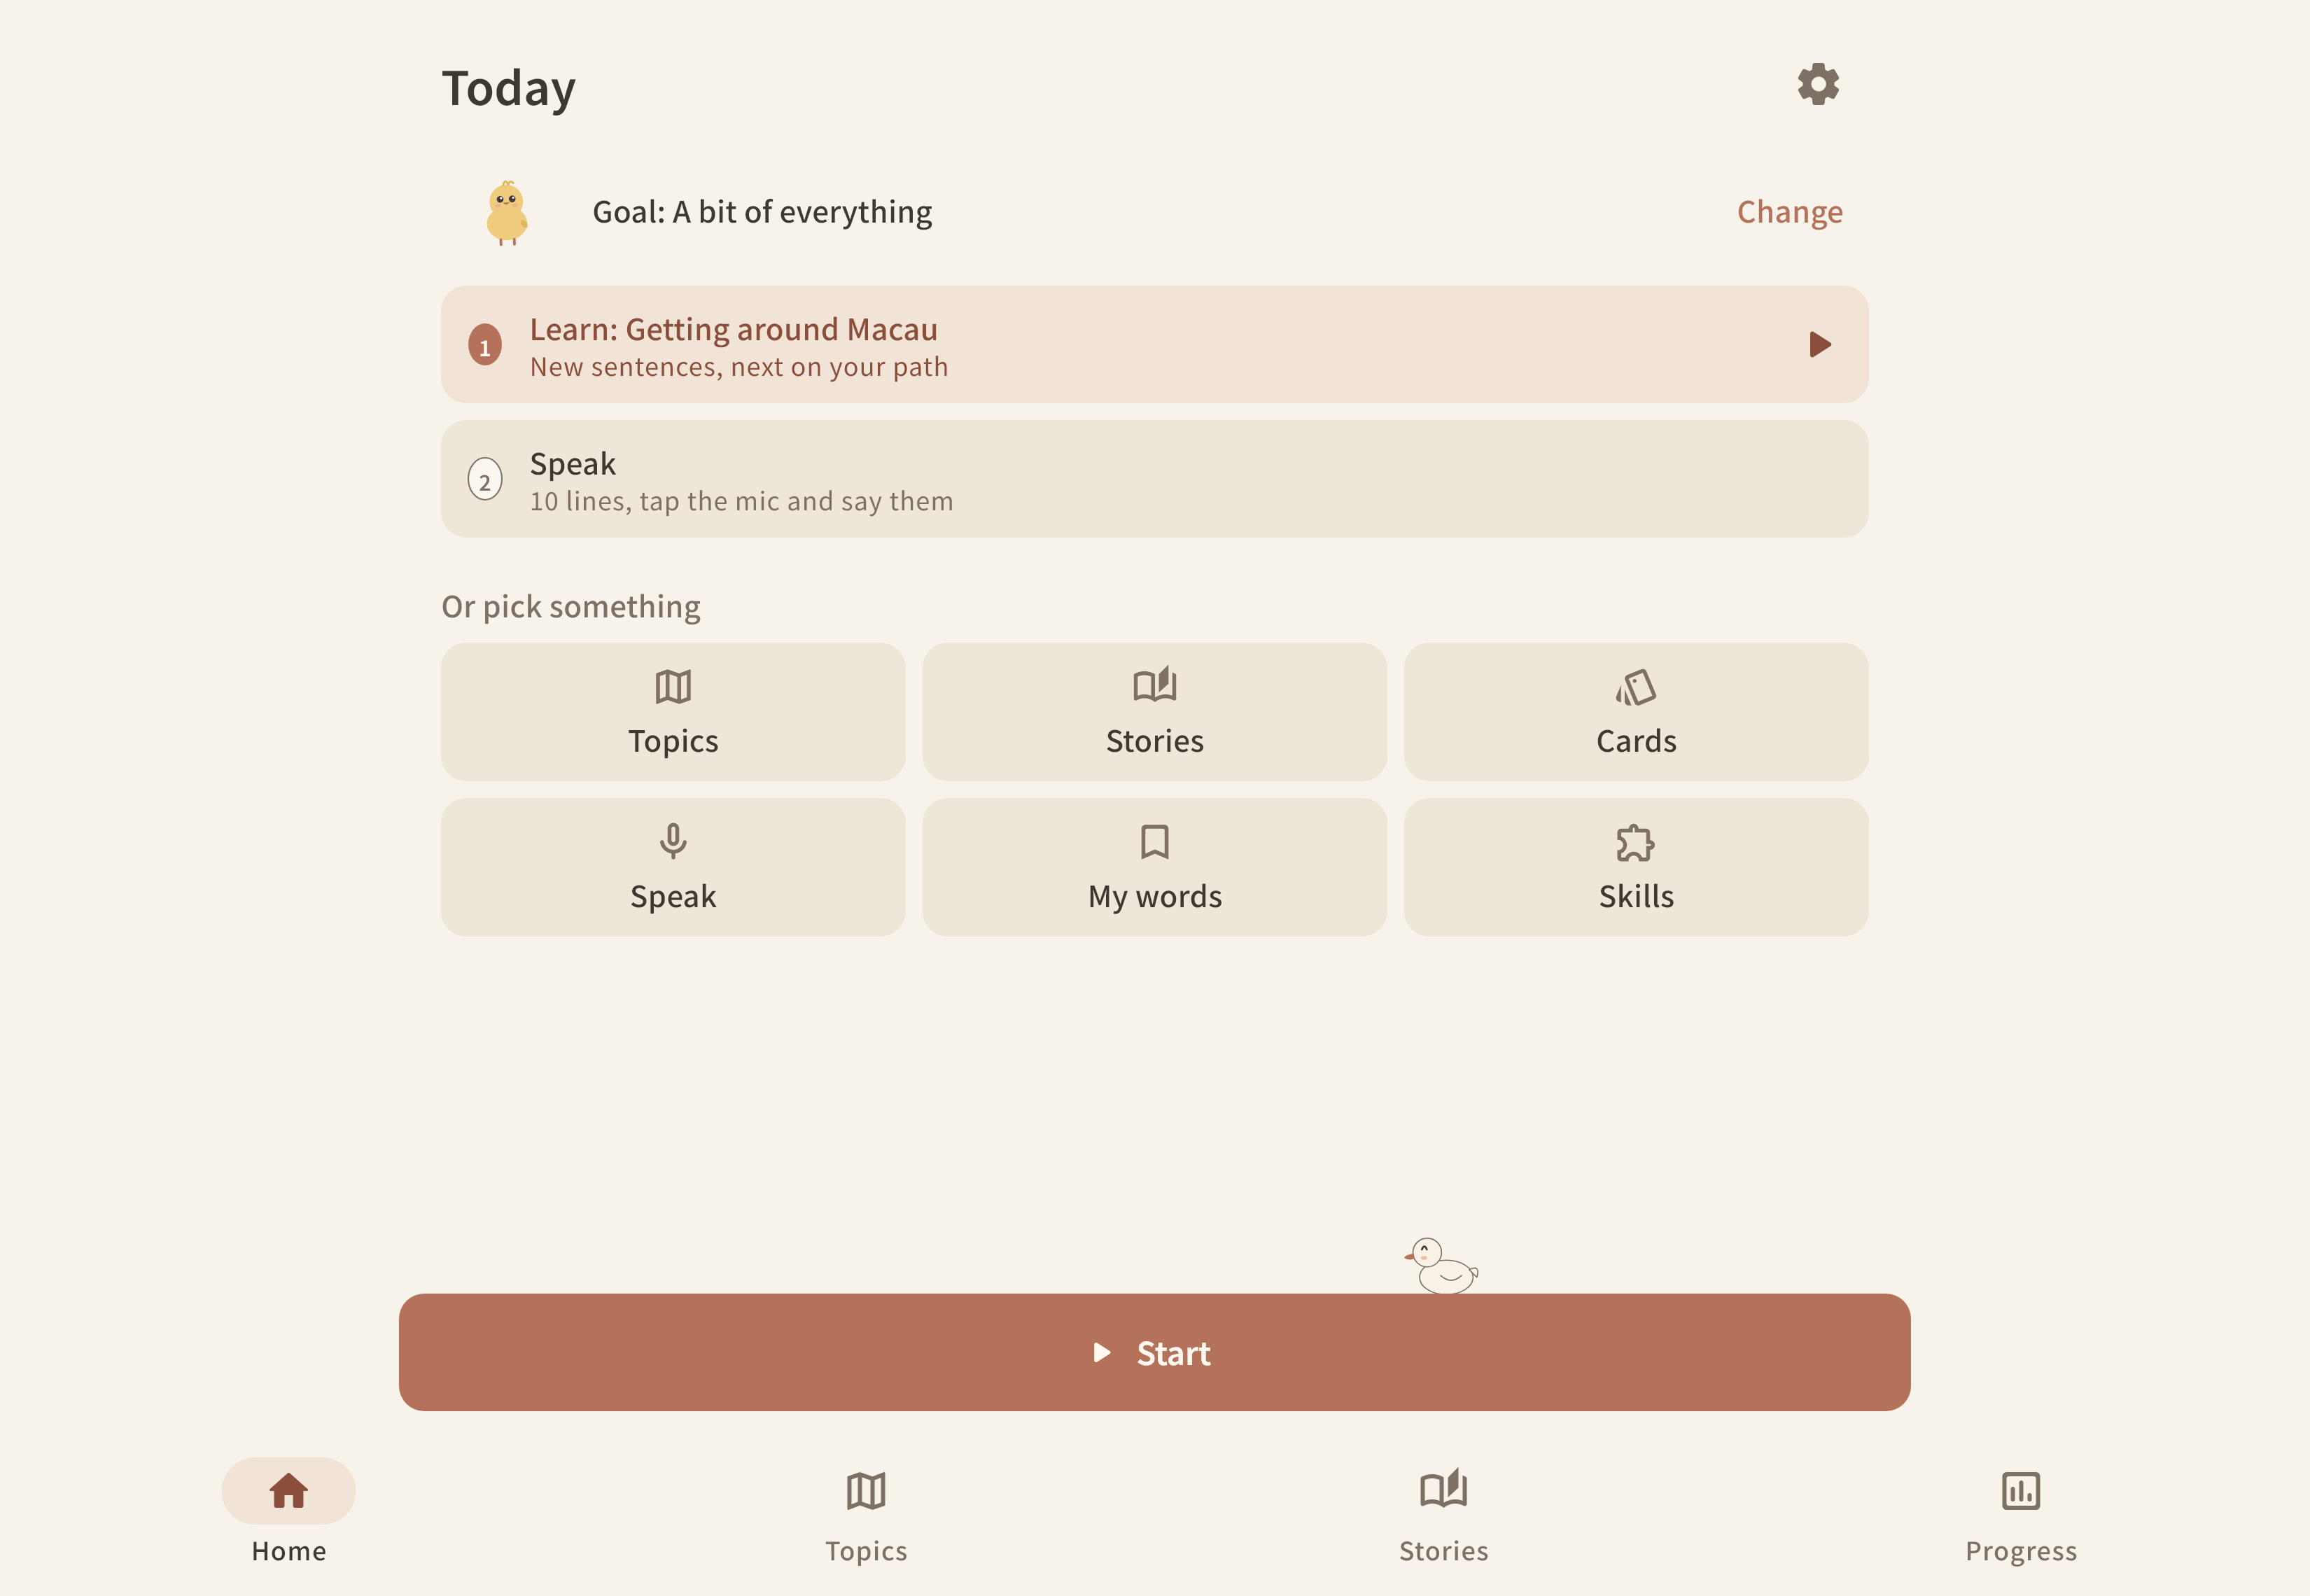 Today
Goal: A bit of everything
Change
1
Learn: Getting around Macau
New sentences, next on your path
2
Speak
10 lines, tap the mic and say them
Or pick something
Topics
Stories
Cards
Speak
My words
Skills
Start
Home
Topics
Stories
Progress